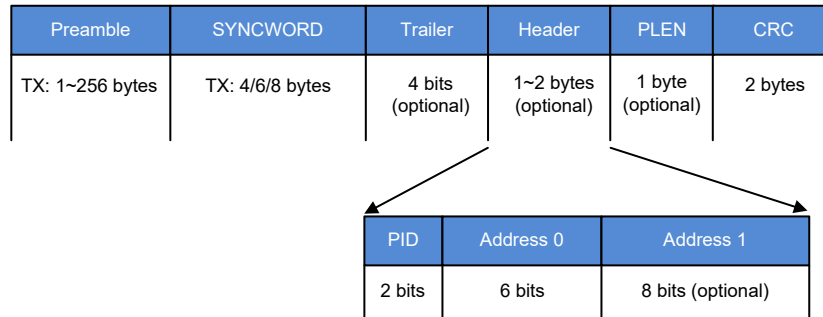 Preamble SYNCWORD Trailer Header PLEN CRC
TX: 1~256 bytes TX: 4/6/8 bytes 4 bits 1~2 bytes 1 byte 2 bytes
(optional) (optional) (optional)
PID Address 0 Address 1
2 bits 6 bits 8 bits (optional)